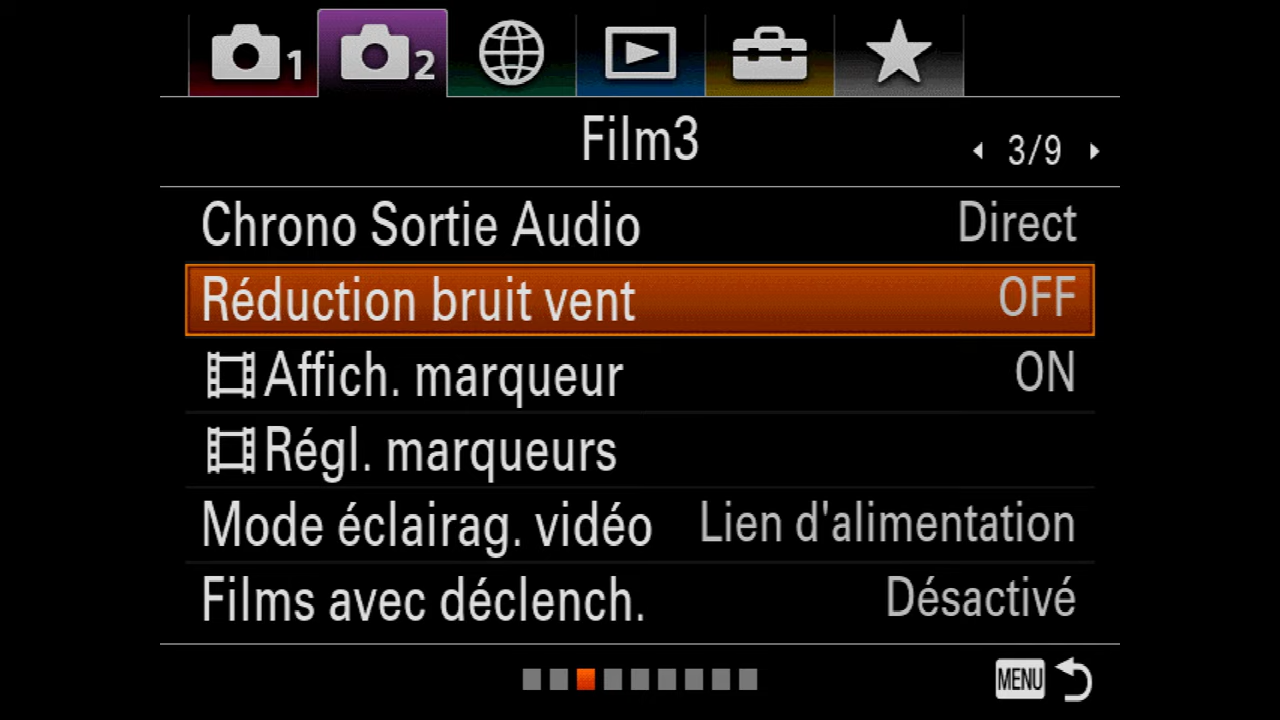 1 2
Film3 3/9
Chrono Sortie Audio Direct
Réduction bruit vent OFF
Affich. marqueur ON
Régl. marqueurs
Mode éclairag. vidéo Lien d'alimentation
Films avec déclench. Désactivé
MENU